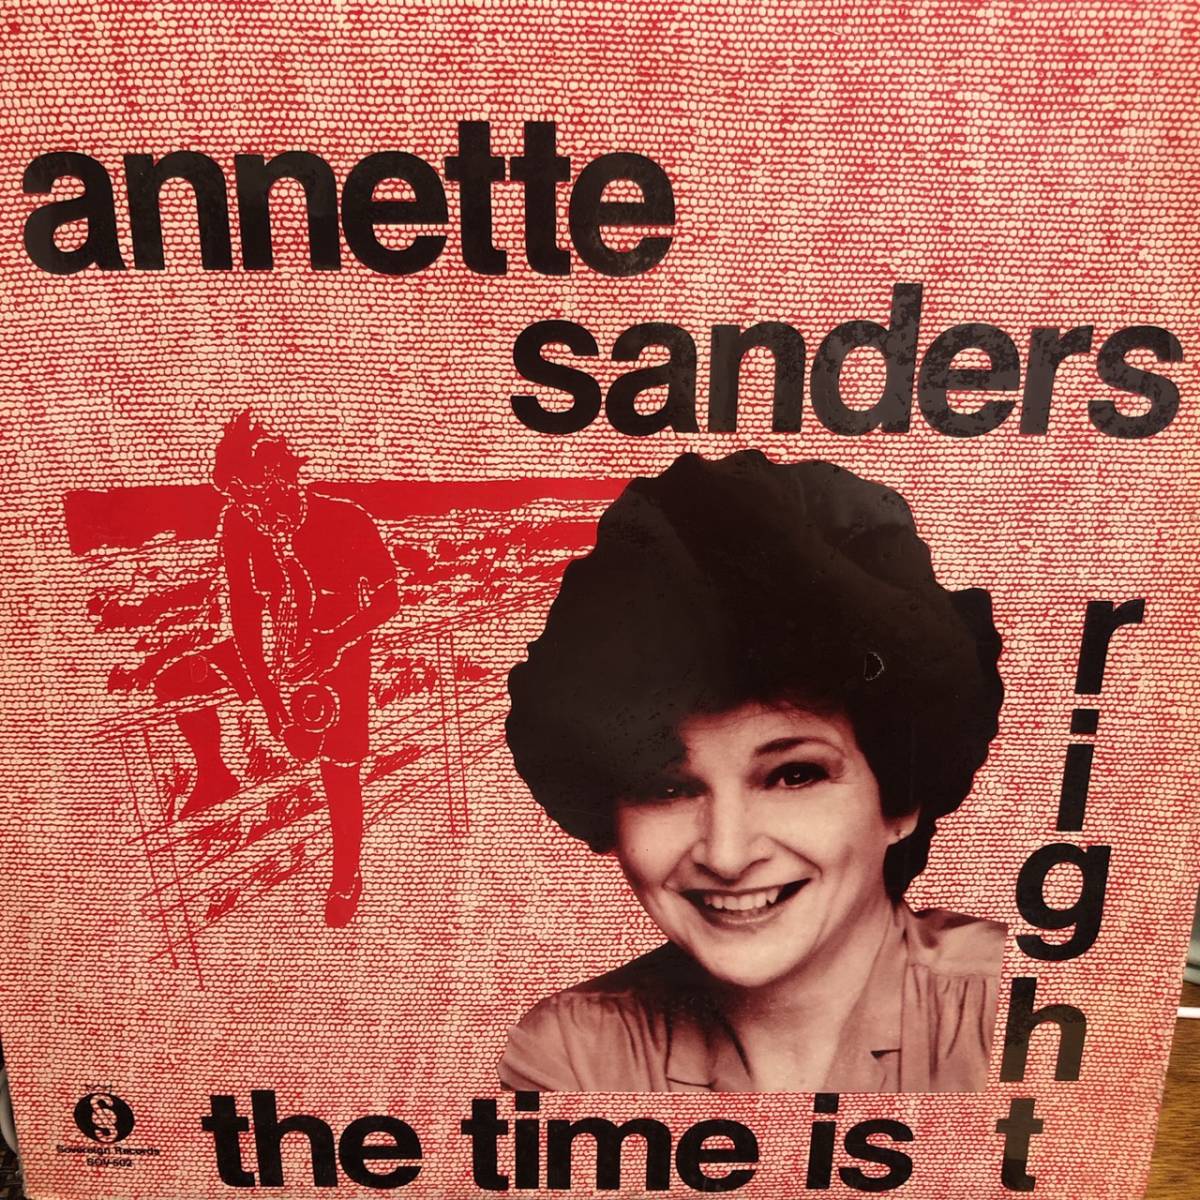 annette
sanders
the time is
right
Sovereign Records
SOV-502